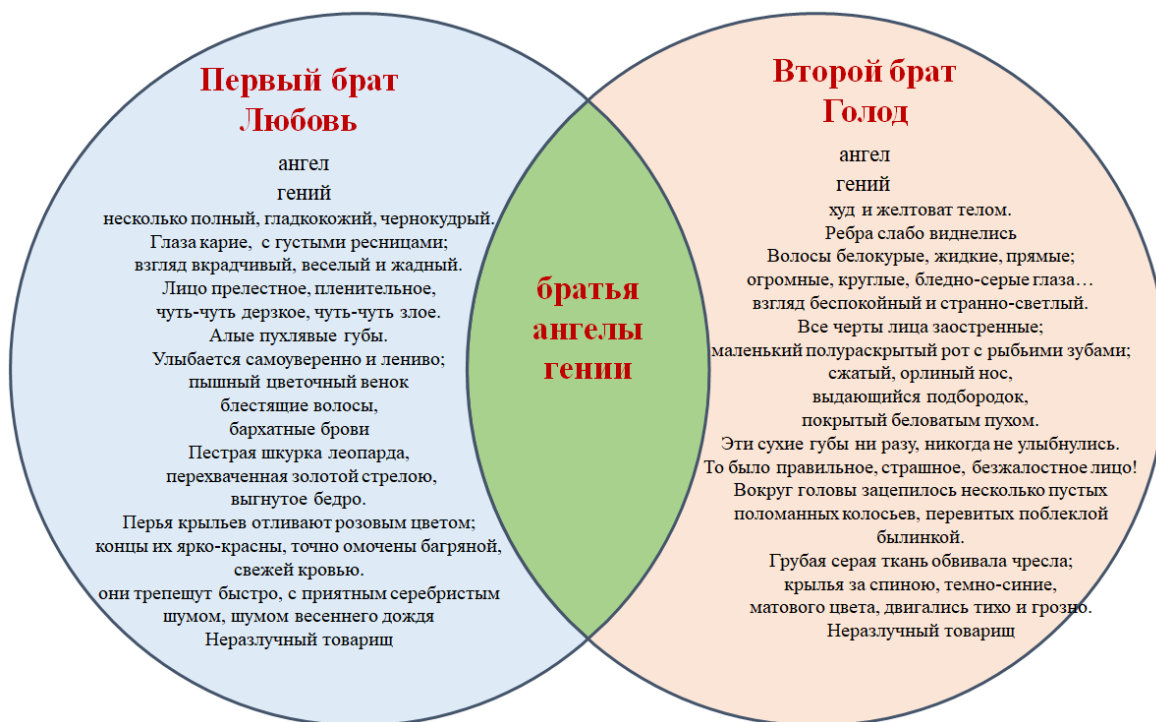 Первый брат
Любовь
ангел
гений
несколько полный, гладкокожий, чернокудрый.
Глаза карие, с густыми ресницами;
взгляд вкрадчивый, веселый и жадный.
Лицо прелестное, пленительное,
чуть-чуть дерзкое, чуть-чуть злое.
Алые пухлявые губы.
Улыбается самоуверенно и лениво;
пышный цветочный венок
блестящие волосы,
бархатные брови
Пестрая шкурка леопарда,
перехваченная золотой стрелою,
выгнутое бедро.
Перья крыльев отливают розовым цветом;
концы их ярко-красны, точно омочены багряной,
свежей кровью.
они трепещут быстро, с приятным серебристым
шумом, шумом весеннего дождя
Неразлучный товарищ
братья
ангелы
гении
Второй брат
Голод
ангел
гений
худ и желтоват телом.
Ребра слабо виднелись
Волосы белокурые, жидкие, прямые;
огромные, круглые, бледно-серые глаза…
взгляд беспокойный и странно-светлый.
Все черты лица заостренные;
маленький полураскрытый рот с рыбьими зубами;
сжатый, орлиный нос,
выдающийся подбородок,
покрытый беловатым пухом.
Эти сухие губы ни разу, никогда не улыбнулись.
То было правильное, страшное, безжалостное лицо!
Вокруг головы зацепилось несколько пустых
поломанных колосьев, перевитых поблеклой
былинкой.
Грубая серая ткань обвивала чресла;
крылья за спиною, темно-синие,
матового цвета, двигались тихо и грозно.
Неразлучный товарищ